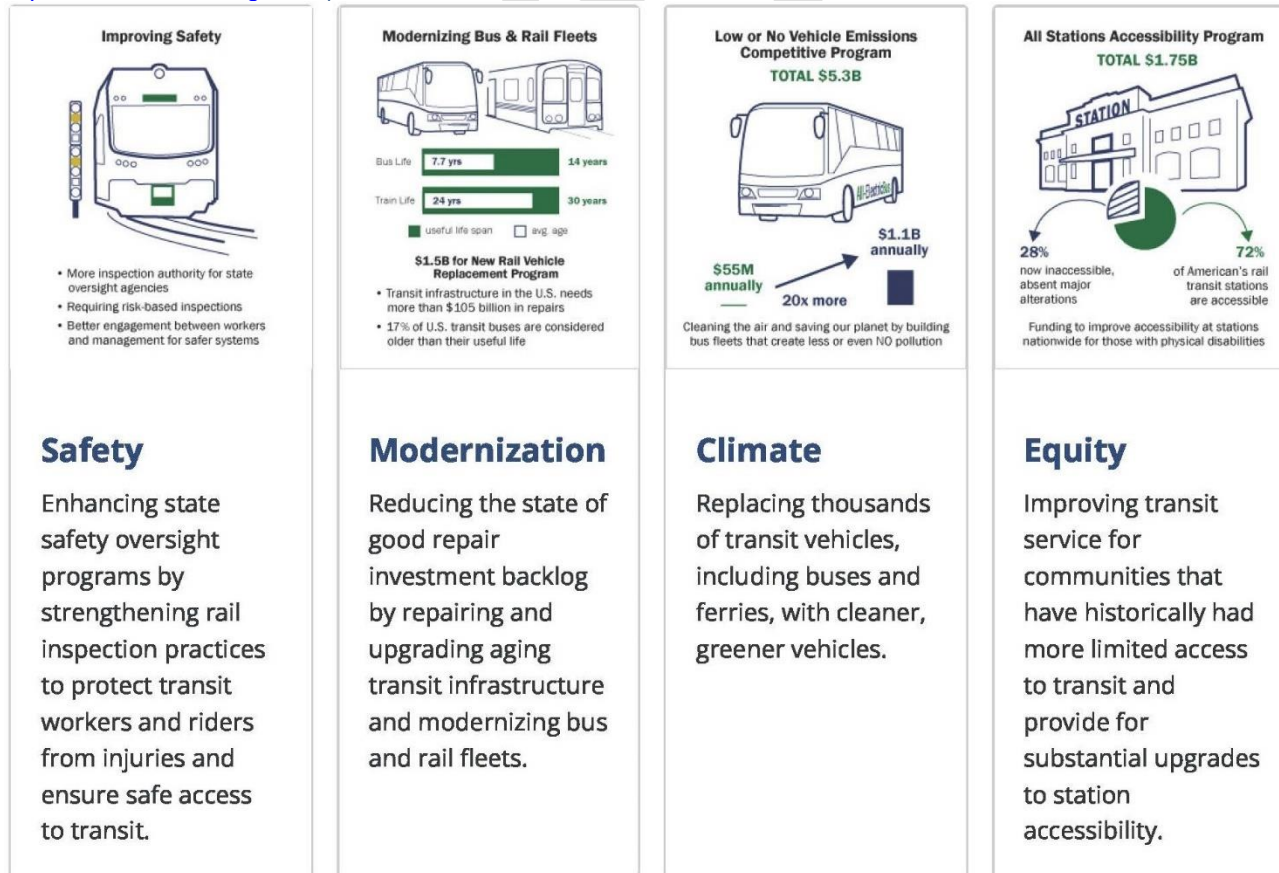 Improving Safety
• More inspection authority for state
oversight agencies
• Requiring risk-based inspections
• Better engagement between workers
and management for safer systems
Safety
Enhancing state
safety oversight
programs by
strengthening rail
inspection practices
to protect transit
workers and riders
from injuries and
ensure safe access
to transit.
Modernizing Bus & Rail Fleets
Bus Life 7.7 yrs 14 years
Train Life 24 yrs 30 years
useful life span avg. age
$1.5B for New Rail Vehicle
Replacement Program
• Transit infrastructure in the U.S. needs
more than $105 billion in repairs
• 17% of U.S. transit buses are considered
older than their useful life
Modernization
Reducing the state of
good repair
investment backlog
by repairing and
upgrading aging
transit infrastructure
and modernizing bus
and rail fleets.
Low or No Vehicle Emissions
Competitive Program
TOTAL $5.3B
All-ElectricBus
$55M
annually
20x more
$1.1B
annually
Cleaning the air and saving our planet by building
bus fleets that create less or even NO pollution
Climate
Replacing thousands
of transit vehicles,
including buses and
ferries, with cleaner,
greener vehicles.
All Stations Accessibility Program
TOTAL $1.75B
STATION
28%
now inaccessible,
absent major
alterations
72%
of American's rail
transit stations
are accessible
Funding to improve accessibility at stations
nationwide for those with physical disabilities
Equity
Improving transit
service for
communities that
have historically had
more limited access
to transit and
provide for
substantial upgrades
to station
accessibility.